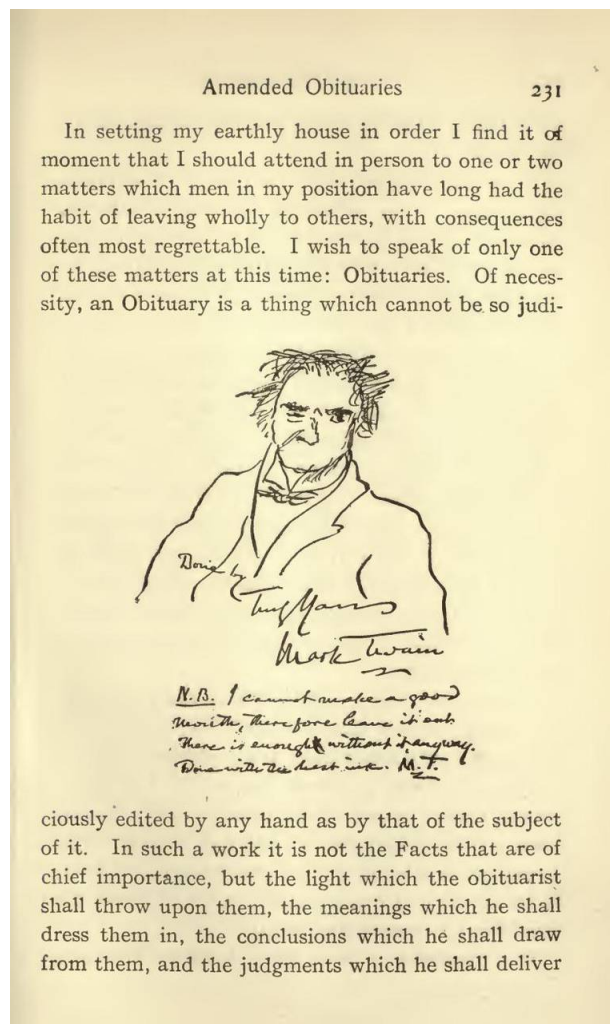 Amended Obituaries 231
In setting my earthly house in order I find it of
moment that I should attend in person to one or two
matters which men in my position have long had the
habit of leaving wholly to others, with consequences
often most regrettable. I wish to speak of only one
of these matters at this time: Obituaries. Of neces-
sity, an Obituary is a thing which cannot be so judi-
Done by
Truly Yours
Mark Twain
N.B. I cannot make a good
mouth, therefore leave it out.
There is enough without it anyway.
Done with the best ink. M.T.
ciously edited by any hand as by that of the subject
of it. In such a work it is not the Facts that are of
chief importance, but the light which the obituarist
shall throw upon them, the meanings which he shall
dress them in, the conclusions which he shall draw
from them, and the judgments which he shall deliver